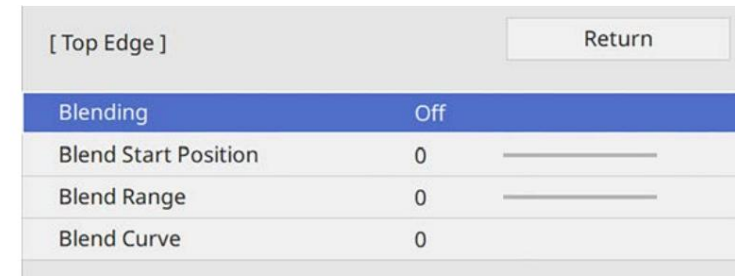 [ Top Edge ] Return
Blending Off
Blend Start Position 0
Blend Range 0
Blend Curve 0